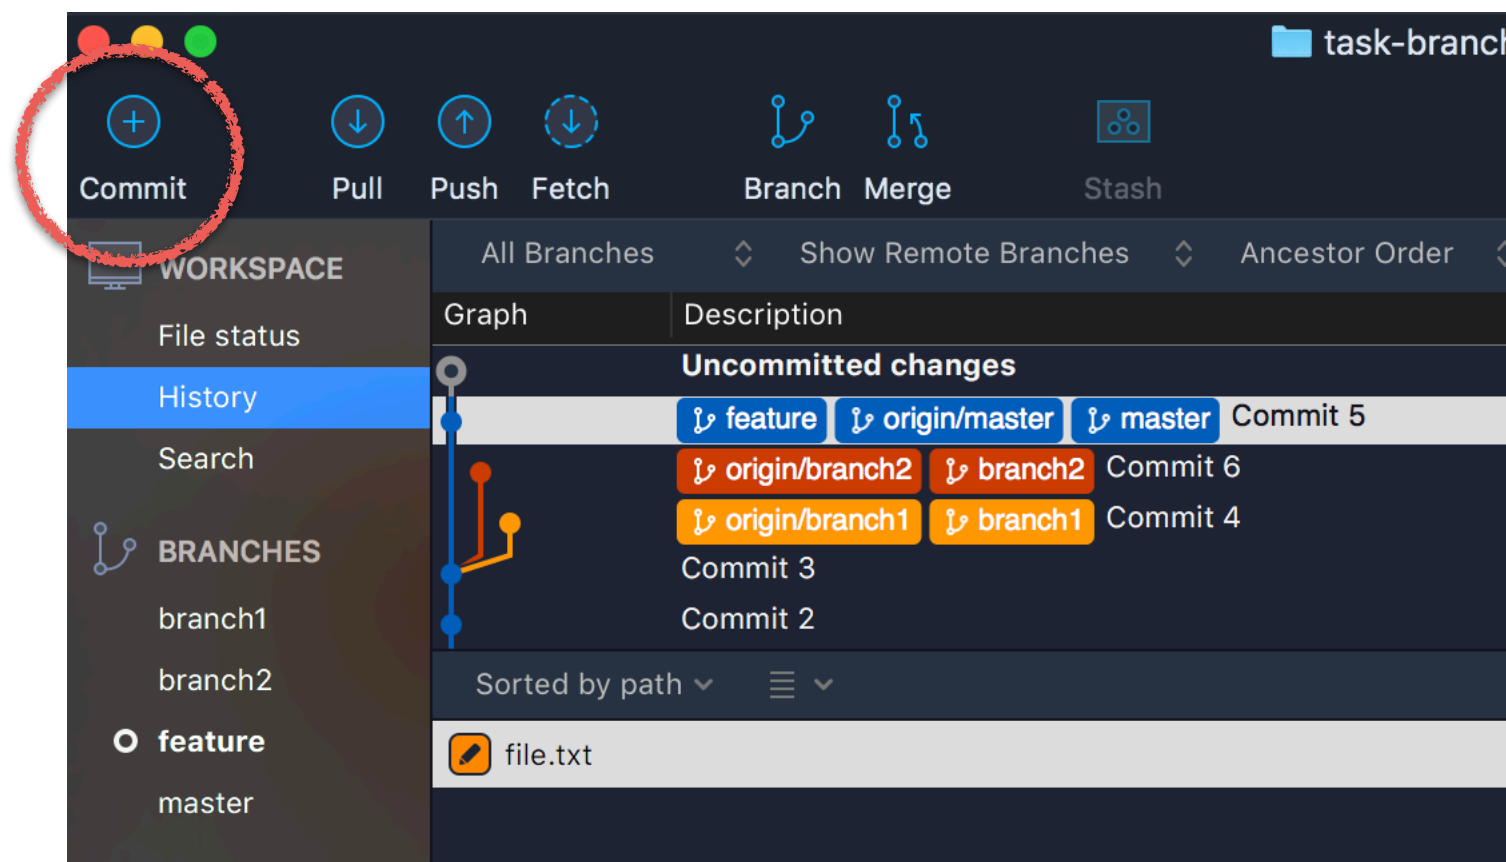 task-branch
Commit Pull Push Fetch Branch Merge Stash
WORKSPACE
File status
History
Search
BRANCHES
branch1
branch2
feature
master
All Branches Show Remote Branches Ancestor Order
Graph Description
Uncommitted changes
feature origin/master master Commit 5
origin/branch2 branch2 Commit 6
origin/branch1 branch1 Commit 4
Commit 3
Commit 2
Sorted by path
file.txt